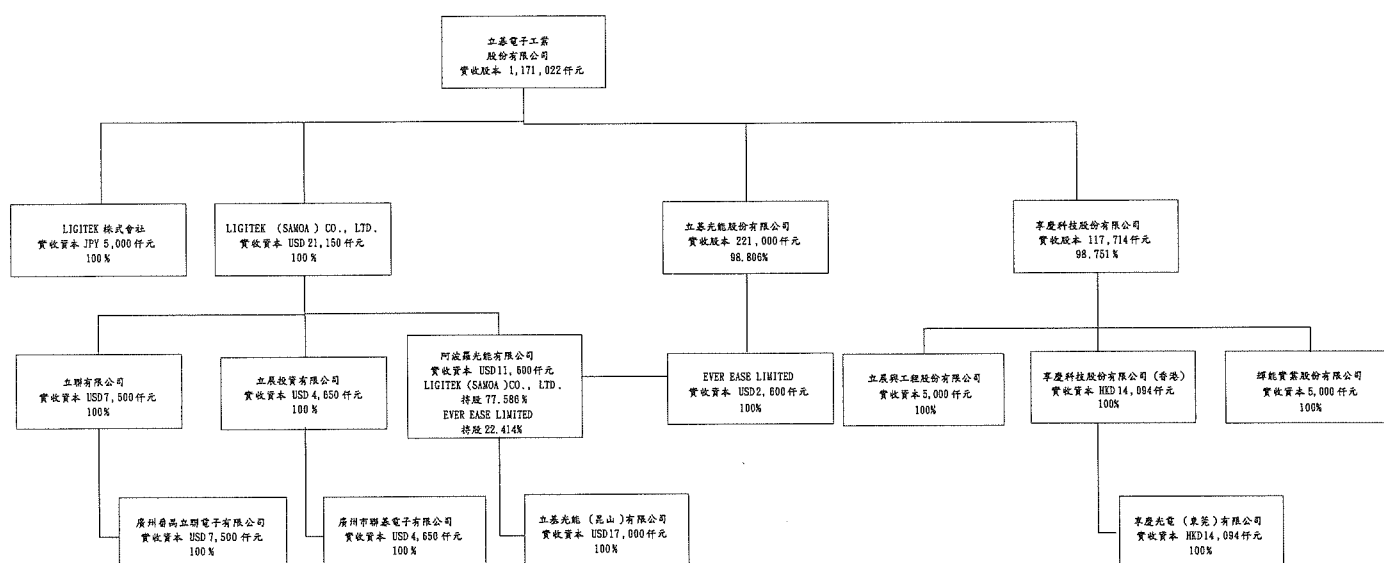 立基電子工業
股份有限公司
實收股本 1,171,022仟元
LIGITEK 株式會社
實收資本 JPY 5,000仟元
100%
LIGITEK (SAMOA) CO., LTD.
實收資本 USD 21,150仟元
100%
立基光能股份有限公司
實收股本 221,000仟元
98.806%
享慶科技股份有限公司
實收股本 117,714仟元
98.751%
立聯有限公司
實收資本 USD7,500仟元
100%
立展投資有限公司
實收資本 USD4,650仟元
100%
阿波羅光能有限公司
實收資本 USD11,600仟元
LIGITEK (SAMOA)CO., LTD.
持股 77.586%
EVER EASE LIMITED
持股 22.414%
EVER EASE LIMITED
實收資本 USD2,600仟元
100%
立展興工程股份有限公司
實收資本5,000仟元
100%
享慶科技股份有限公司(香港)
實收資本 HKD14,094仟元
100%
輝能實業股份有限公司
實收資本5,000仟元
100%
廣州番禺立聯電子有限公司
實收資本 USD7,500仟元
100%
廣州市聯基電子有限公司
實收資本 USD4,650仟元
100%
立基光能(昆山)有限公司
實收資本 USD17,000仟元
100%
享慶光電(東莞)有限公司
實收資本 HKD14,094仟元
100%